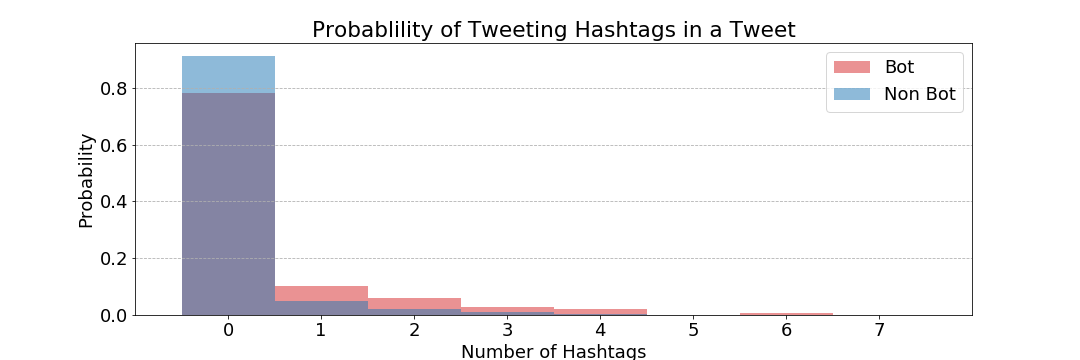 Probablility of Tweeting Hashtags in a Tweet
Bot
Non Bot
Probability
0.8
0.6
0.4
0.2
0.0
0 1 2 3 4 5 6 7
Number of Hashtags